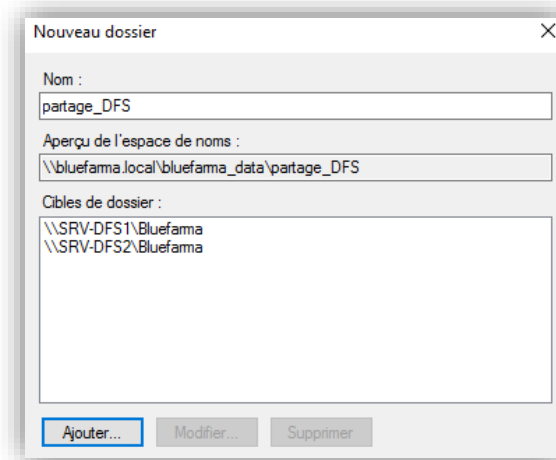 Nouveau dossier
Nom :
partage_DFS
Aperçu de l'espace de noms :
\\bluefarma.local\bluefarma_data\partage_DFS
Cibles de dossier :
\\SRV-DFS1\Bluefarma
\\SRV-DFS2\Bluefarma
Ajouter... Modifier... Supprimer